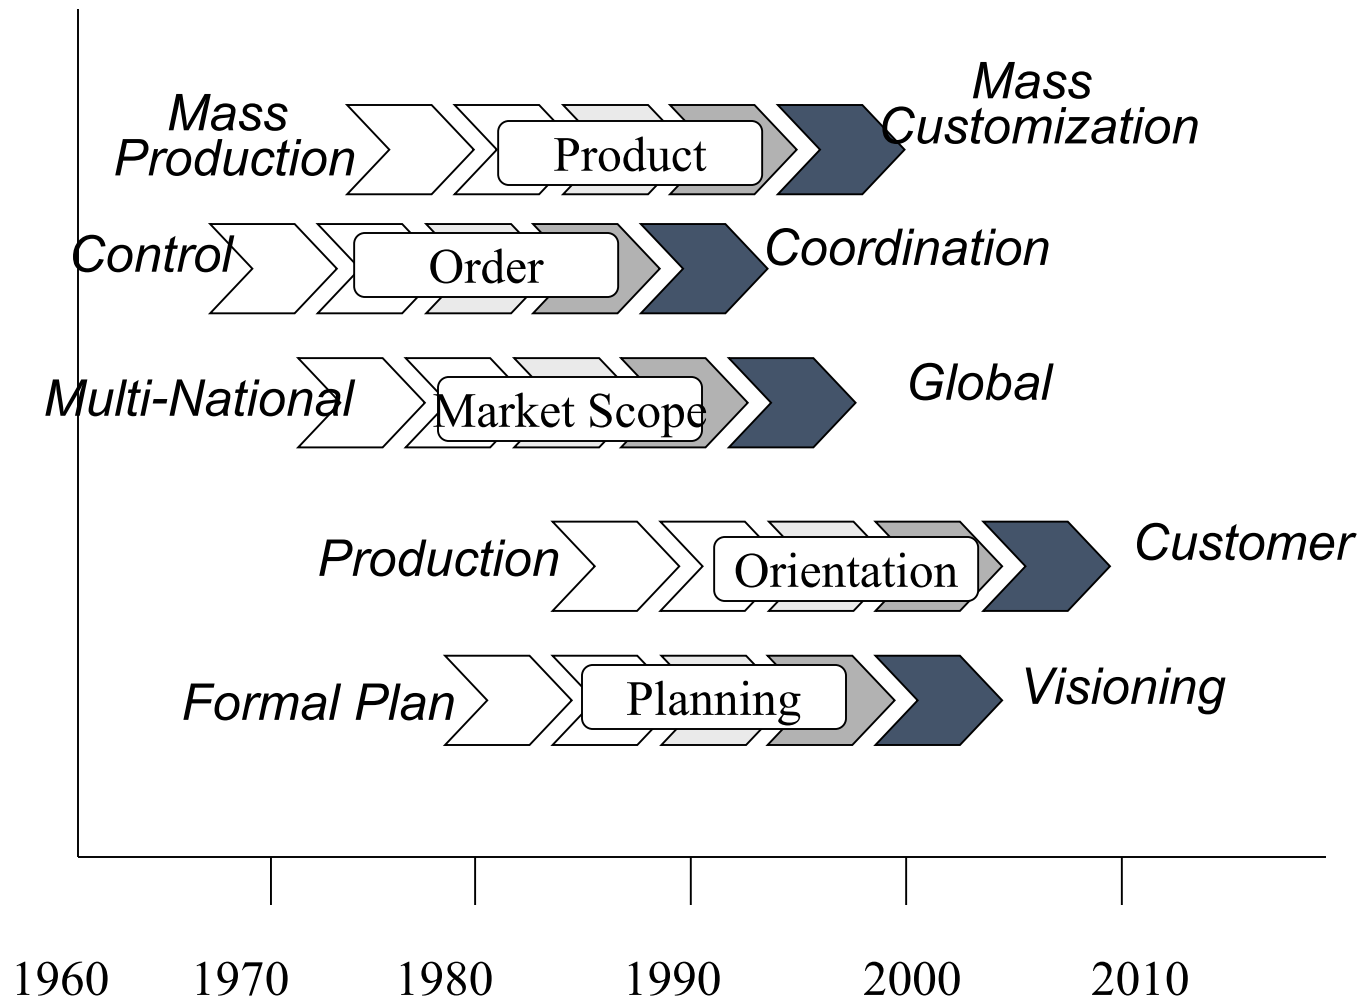 Mass
Production
Product
Mass
Customization
Control
Order
Coordination
Multi-National
Market Scope
Global
Production
Orientation
Customer
Formal Plan
Planning
Visioning
1960
1970
1980
1990
2000
2010